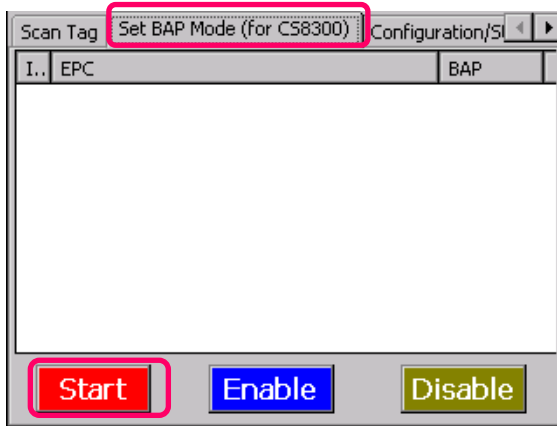 Scan Tag Set BAP Mode (for CS8300) Configuration/
I.. EPC BAP
Start Enable Disable